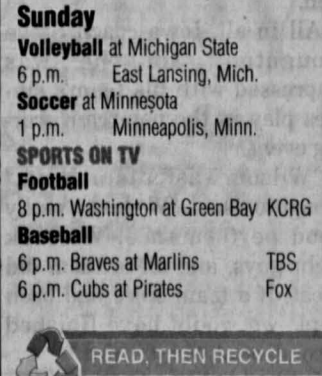 Sunday
Volleyball at Michigan State
6 p.m. East Lansing, Mich.
Soccer at Minnesota
1 p.m. Minneapolis, Minn.
SPORTS ON TV
Football
8 p.m. Washington at Green Bay KCRG
Baseball
6 p.m. Braves at Marlins TBS
6 p.m. Cubs at Pirates Fox
READ, THEN RECYCLE